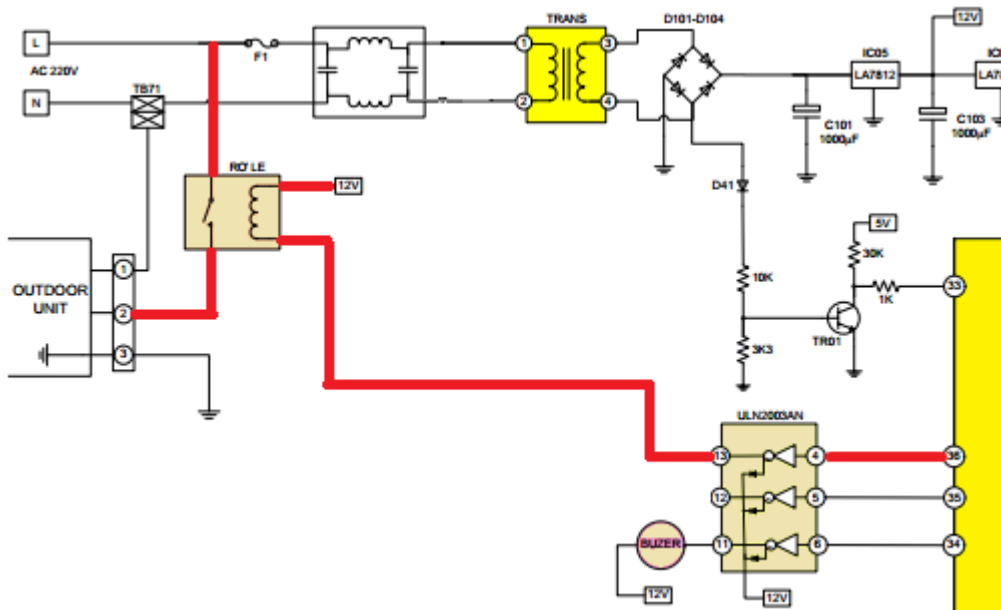 TRANS
D101-D104
12V
L
F1
1
3
IC05
LA7812
AC 220V
TB71
N
2
4
C101
1000µF
C103
1000µF
RƠ LE
12V
D41
5V
30K
1
10K
1K
33
OUTDOOR
UNIT
2
TR01
3
3K3
ULN2003AN
13
4
36
12
5
35
BUZER
11
6
34
12V
12V